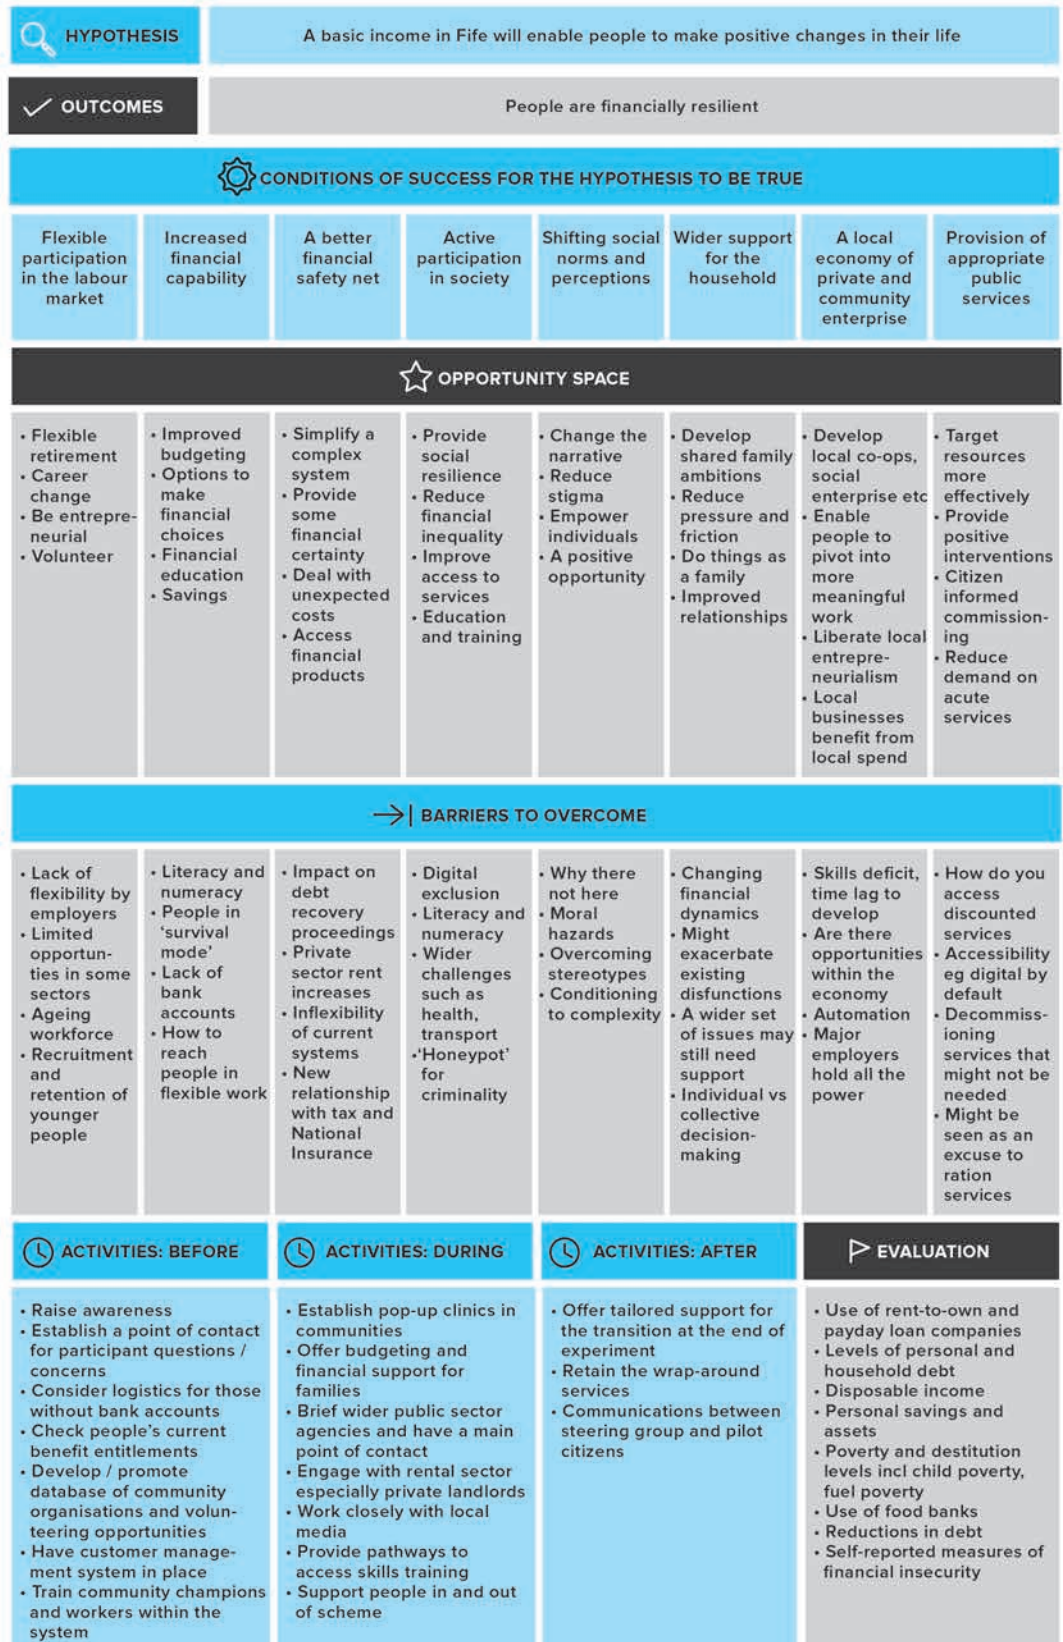 HYPOTHESIS
A basic income in Fife will enable people to make positive changes in their life
OUTCOMES
People are financially resilient
CONDITIONS OF SUCCESS FOR THE HYPOTHESIS TO BE TRUE
Flexible
participation
in the labour
market
Increased
financial
capability
A better
financial
safety net
Active
participation
in society
Shifting social
norms and
perceptions
Wider support
for the
household
A local
economy of
private and
community
enterprise
Provision of
appropriate
public
services
OPPORTUNITY SPACE
• Flexible
retirement
• Career
change
• Be entrepre-
neurial
• Volunteer
• Improved
budgeting
• Options to
make
financial
choices
• Financial
education
• Savings
• Simplify a
complex
system
• Provide
some
financial
certainty
• Deal with
unexpected
costs
• Access
financial
products
• Provide
social
resilience
• Reduce
financial
inequality
• Improve
access to
services
• Education
and training
• Change the
narrative
• Reduce
stigma
• Empower
individuals
• A positive
opportunity
• Develop
shared family
ambitions
• Reduce
pressure and
friction
• Do things as
a family
• Improved
relationships
• Develop
local co-ops,
social
enterprise etc
• Enable
people to
pivot into
more
meaningful
work
• Liberate local
entrepre-
neurialism
• Local
businesses
benefit from
local spend
• Target
resources
more
effectively
• Provide
positive
interventions
• Citizen
informed
commission-
ing
• Reduce
demand on
acute
services
BARRIERS TO OVERCOME
• Lack of
flexibility by
employers
• Limited
opportun-
ties in some
sectors
• Ageing
workforce
• Recruitment
and
retention of
younger
people
• Literacy and
numeracy
• People in
‘survival
mode’
• Lack of
bank
accounts
• How to
reach
people in
flexible work
• Impact on
debt
recovery
proceedings
• Private
sector rent
increases
• Inflexibility
of current
systems
• New
relationship
with tax and
National
Insurance
• Digital
exclusion
• Literacy and
numeracy
• Wider
challenges
such as
health,
transport
•‘Honeypot’
for
criminality
• Why there
not here
• Moral
hazards
• Overcoming
stereotypes
• Conditioning
to complexity
• Changing
financial
dynamics
• Might
exacerbate
existing
disfunctions
• A wider set
of issues may
still need
support
• Individual vs
collective
decision-
making
• Skills deficit,
time lag to
develop
• Are there
opportunities
within the
economy
• Automation
• Major
employers
hold all the
power
• How do you
access
discounted
services
• Accessibility
eg digital by
default
• Decommiss-
ioning
services that
might not be
needed
• Might be
seen as an
excuse to
ration
services
ACTIVITIES: BEFORE
• Raise awareness
• Establish a point of contact
for participant questions /
concerns
• Consider logistics for those
without bank accounts
• Check people’s current
benefit entitlements
• Develop / promote
database of community
organisations and volun-
teering opportunities
• Have customer manage-
ment system in place
• Train community champions
and workers within the
system
ACTIVITIES: DURING
• Establish pop-up clinics in
communities
• Offer budgeting and
financial support for
families
• Brief wider public sector
agencies and have a main
point of contact
• Engage with rental sector
especially private landlords
• Work closely with local
media
• Provide pathways to
access skills training
• Support people in and out
of scheme
ACTIVITIES: AFTER
• Offer tailored support for
the transition at the end of
experiment
• Retain the wrap-around
services
• Communications between
steering group and pilot
citizens
EVALUATION
• Use of rent-to-own and
payday loan companies
• Levels of personal and
household debt
• Disposable income
• Personal savings and
assets
• Poverty and destitution
levels incl child poverty,
fuel poverty
• Use of food banks
• Reductions in debt
• Self-reported measures of
financial insecurity